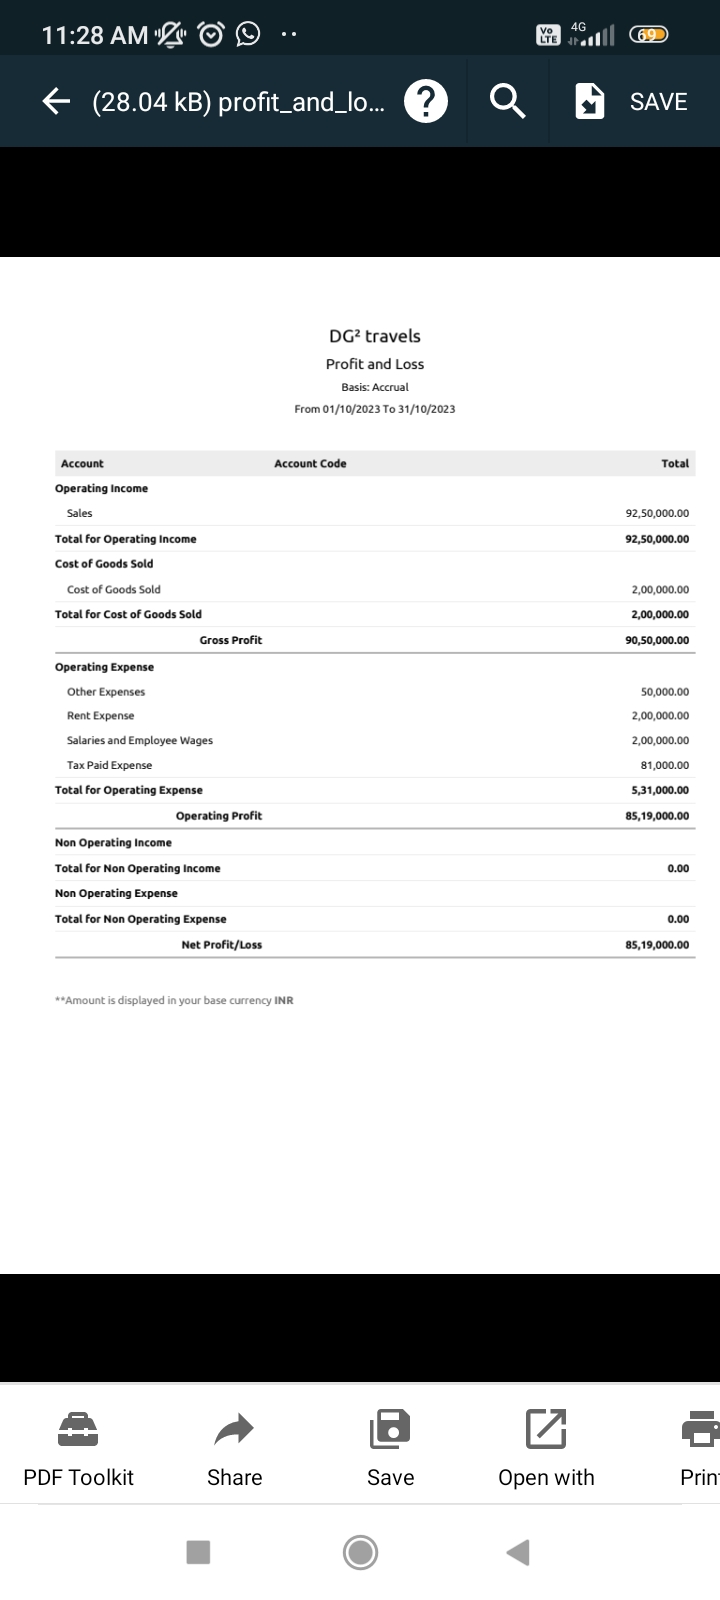 11:28 AM
Vo LTE 4G 69
(28.04 kB) profit_and_lo... ? SAVE
DG² travels
Profit and Loss
Basis: Accrual
From 01/10/2023 To 31/10/2023
Account Account Code Total
Operating Income
Sales 92,50,000.00
Total for Operating Income 92,50,000.00
Cost of Goods Sold
Cost of Goods Sold 2,00,000.00
Total for Cost of Goods Sold 2,00,000.00
Gross Profit 90,50,000.00
Operating Expense
Other Expenses 50,000.00
Rent Expense 2,00,000.00
Salaries and Employee Wages 2,00,000.00
Tax Paid Expense 81,000.00
Total for Operating Expense 5,31,000.00
Operating Profit 85,19,000.00
Non Operating Income
Total for Non Operating Income 0.00
Non Operating Expense
Total for Non Operating Expense 0.00
Net Profit/Loss 85,19,000.00
**Amount is displayed in your base currency INR
PDF Toolkit Share Save Open with Prin